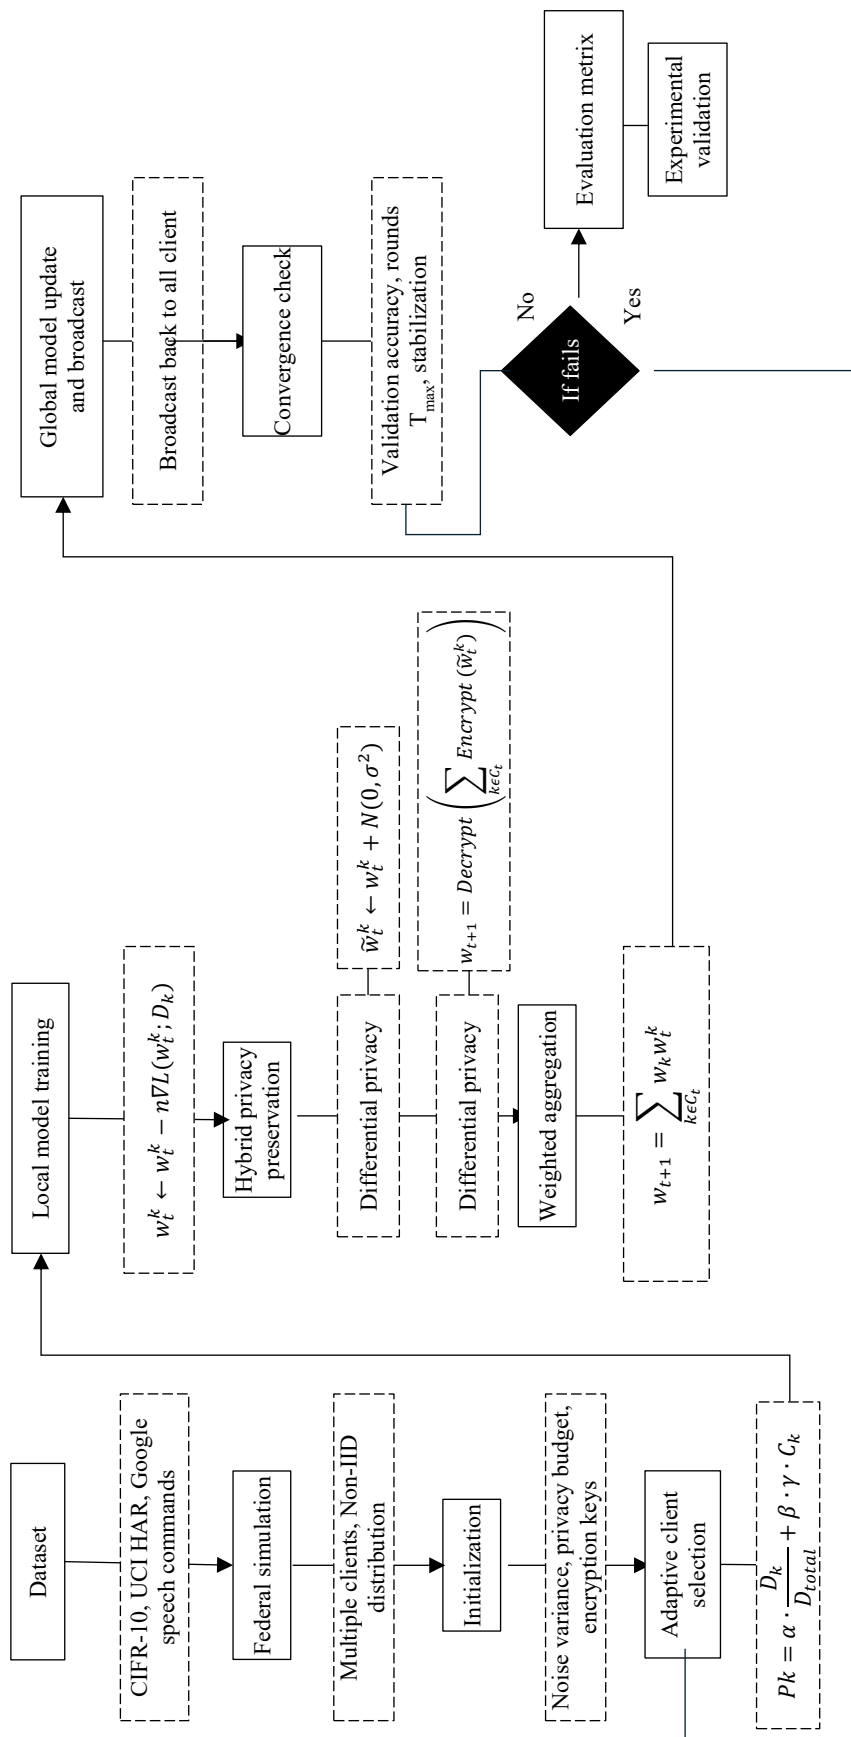 Dataset
CIFR-10, UCI HAR, Google
speech commands
Federal simulation
Multiple clients, Non-IID
distribution
Initialization
Noise variance, privacy budget,
encryption keys
Adaptive client
selection
Pk = α · D_k / D_total + β · γ · C_k
Local model training
w_t^k ← w_t^k − n∇L(w_t^k; D_k)
Hybrid privacy
preservation
Differential privacy
w̃_t^k ← w_t^k + N(0, σ²)
Differential privacy
w_{t+1} = Decrypt ( ∑_{kϵC_t} Encrypt (w̃_t^k) )
Weighted aggregation
w_{t+1} = ∑_{kϵC_t} w_k w_t^k
Global model update
and broadcast
Broadcast back to all client
Convergence check
Validation accuracy, rounds
T_max, stabilization
If fails
No
Yes
Evaluation metrix
Experimental
validation